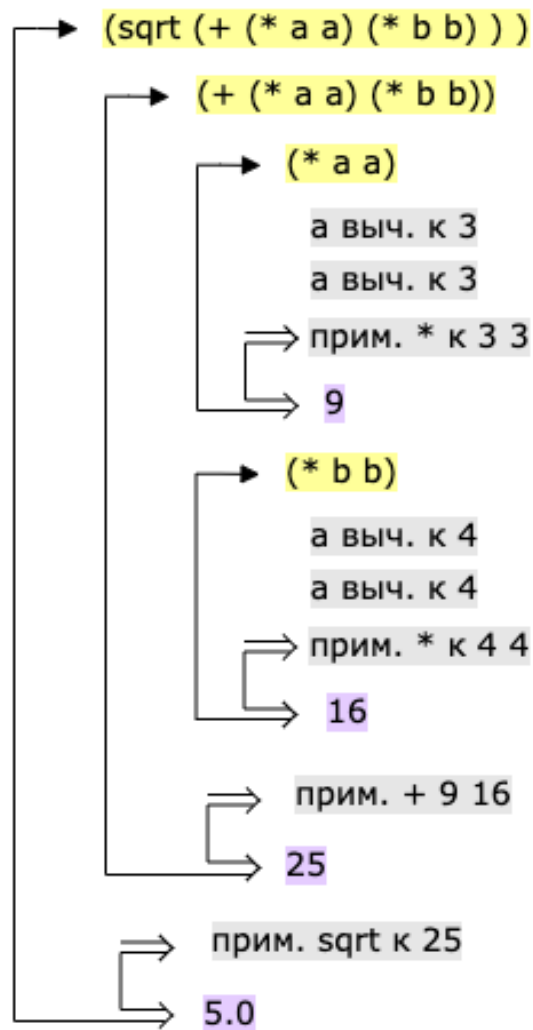 (sqrt (+ (* a a) (* b b) ) )
(+ (* a a) (* b b))
(* a a)
а выч. к 3
а выч. к 3
прим. * к 3 3
9
(* b b)
а выч. к 4
а выч. к 4
прим. * к 4 4
16
прим. + 9 16
25
прим. sqrt к 25
5.0